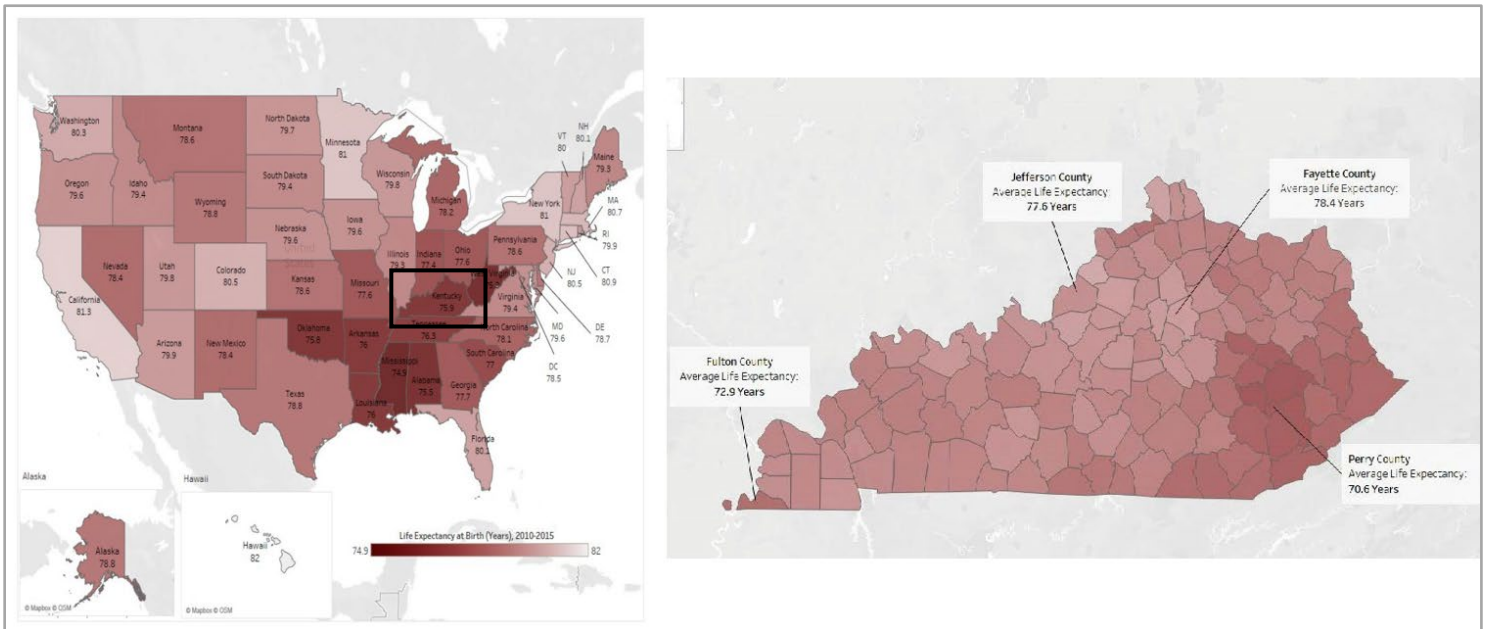 Washington
80.3
Montana
78.6
North Dakota
79.7
Minnesota
81
VT
80
NH
80.1
Maine
79.3
Oregon
79.6
Idaho
79.4
South Dakota
79.4
Wisconsin
79.8
Michigan
78.2
New York
81
MA
80.7
Wyoming
78.8
Iowa
79.6
Nebraska
79.6
Pennsylvania
78.6
RI
79.9
Nevada
78.4
Utah
79.8
Colorado
80.5
Illinois
79.3
Indiana
77.4
Ohio
77.6
NJ
80.5
CT
80.9
California
81.3
Kansas
78.6
Missouri
77.6
Kentucky
75.9
Virginia
79.4
MD
79.6
DE
78.7
Arizona
79.9
New Mexico
78.4
Oklahoma
75.8
Arkansas
76
76.3
North Carolina
78.1
DC
78.5
Mississippi
74.9
Alabama
75.5
South Carolina
77
Georgia
77.7
Texas
78.8
Louisiana
76
Florida
80.1
Alaska
Hawaii
Alaska
78.8
Hawaii
82
Life Expectancy at Birth (Years), 2010-2015
74.9
82
© Mapbox © OSM
© Mapbox © OSM
Jefferson County
Average Life Expectancy:
77.6 Years
Fayette County
Average Life Expectancy:
78.4 Years
Fulton County
Average Life Expectancy:
72.9 Years
Perry County
Average Life Expectancy:
70.6 Years